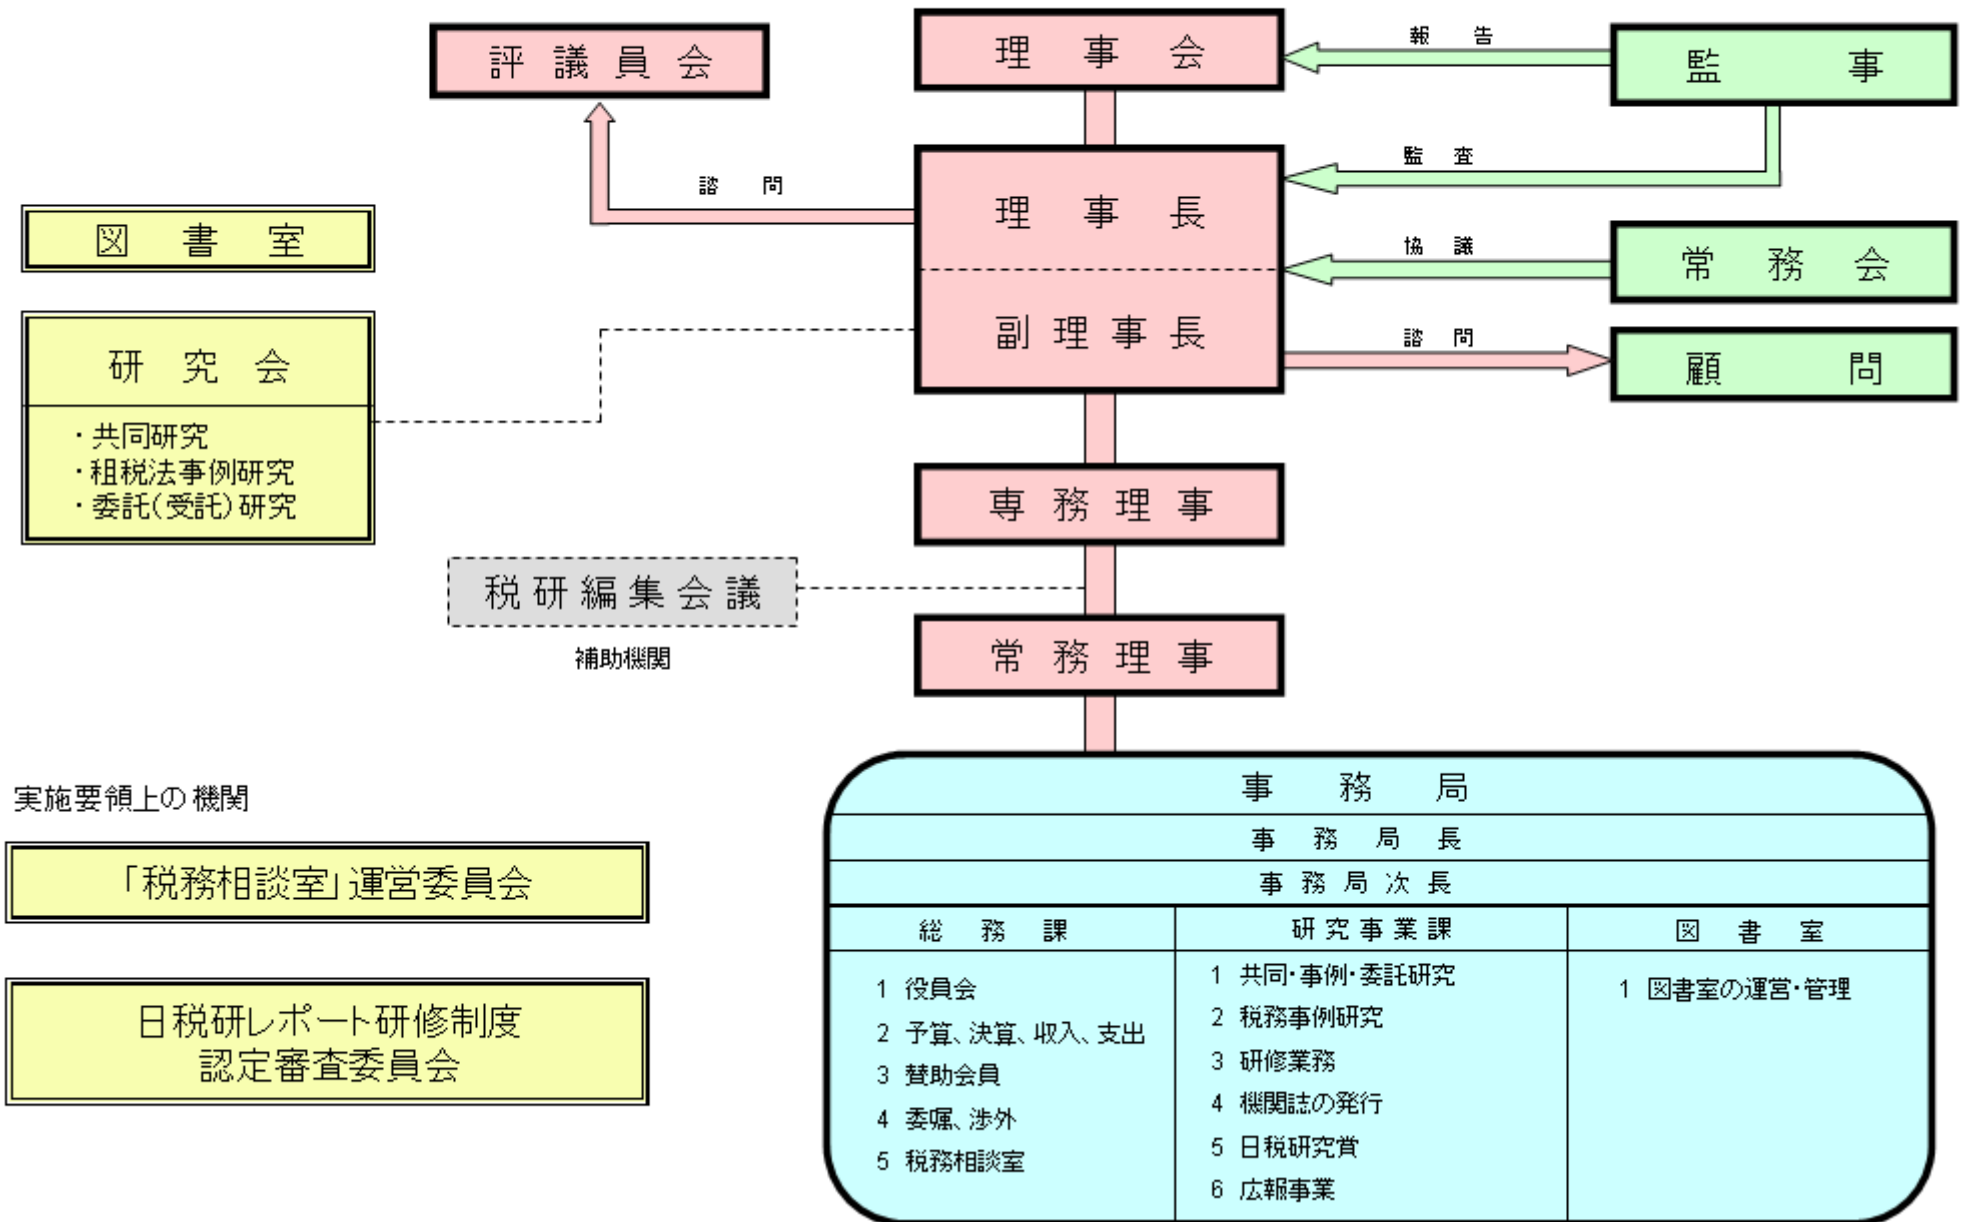 評議員会
理事会
報告
監事
監査
諮問
理事長
図書室
協議
常務会
副理事長
諮問
顧問
研究会
・共同研究
・租税法事例研究
・委託(受託)研究
専務理事
税研編集会議
補助機関
常務理事
実施要領上の機関
「税務相談室」運営委員会
日税研レポート研修制度
認定審査委員会
事務局
事務局長
事務局次長
総務課
1 役員会
2 予算、決算、収入、支出
3 賛助会員
4 委嘱、渉外
5 税務相談室
研究事業課
1 共同・事例・委託研究
2 税務事例研究
3 研修業務
4 機関誌の発行
5 日税研究賞
6 広報事業
図書室
1 図書室の運営・管理